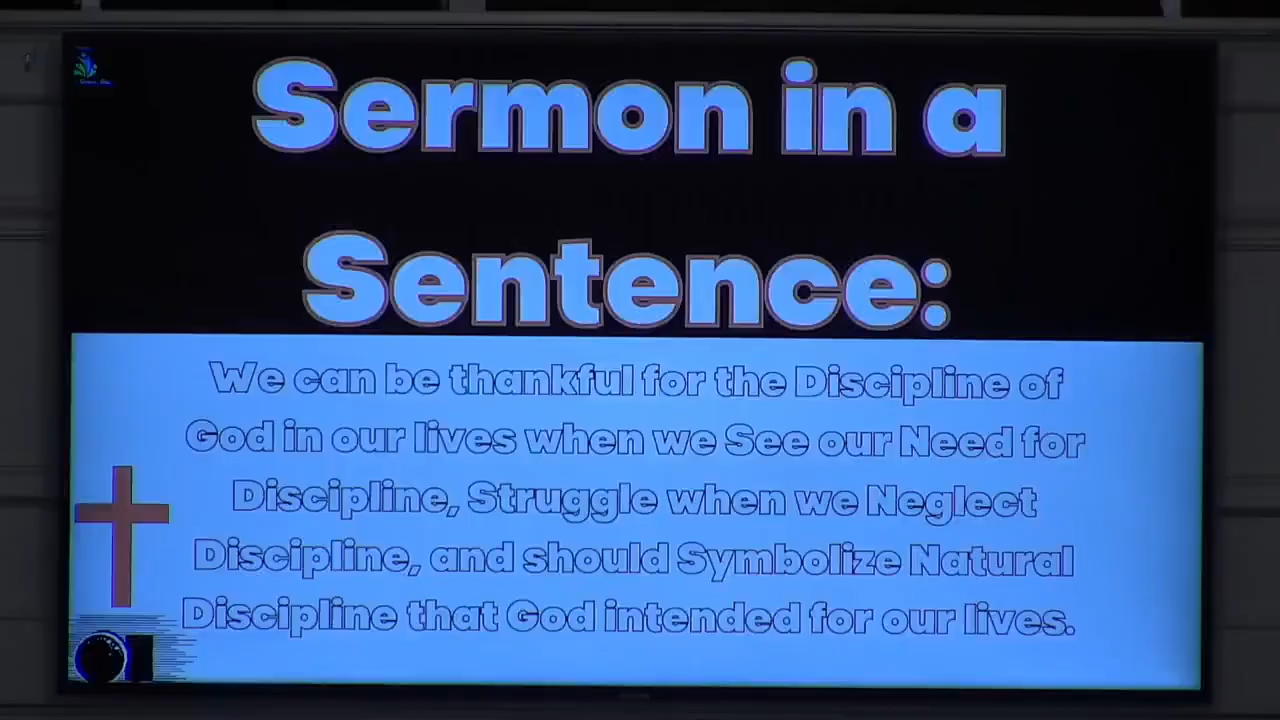 Sermon in a
Sentence:
We can be thankful for the Discipline of
God in our lives when we See our Need for
Discipline, Struggle when we Neglect
Discipline, and should Symbolize Natural
Discipline that God intended for our lives.